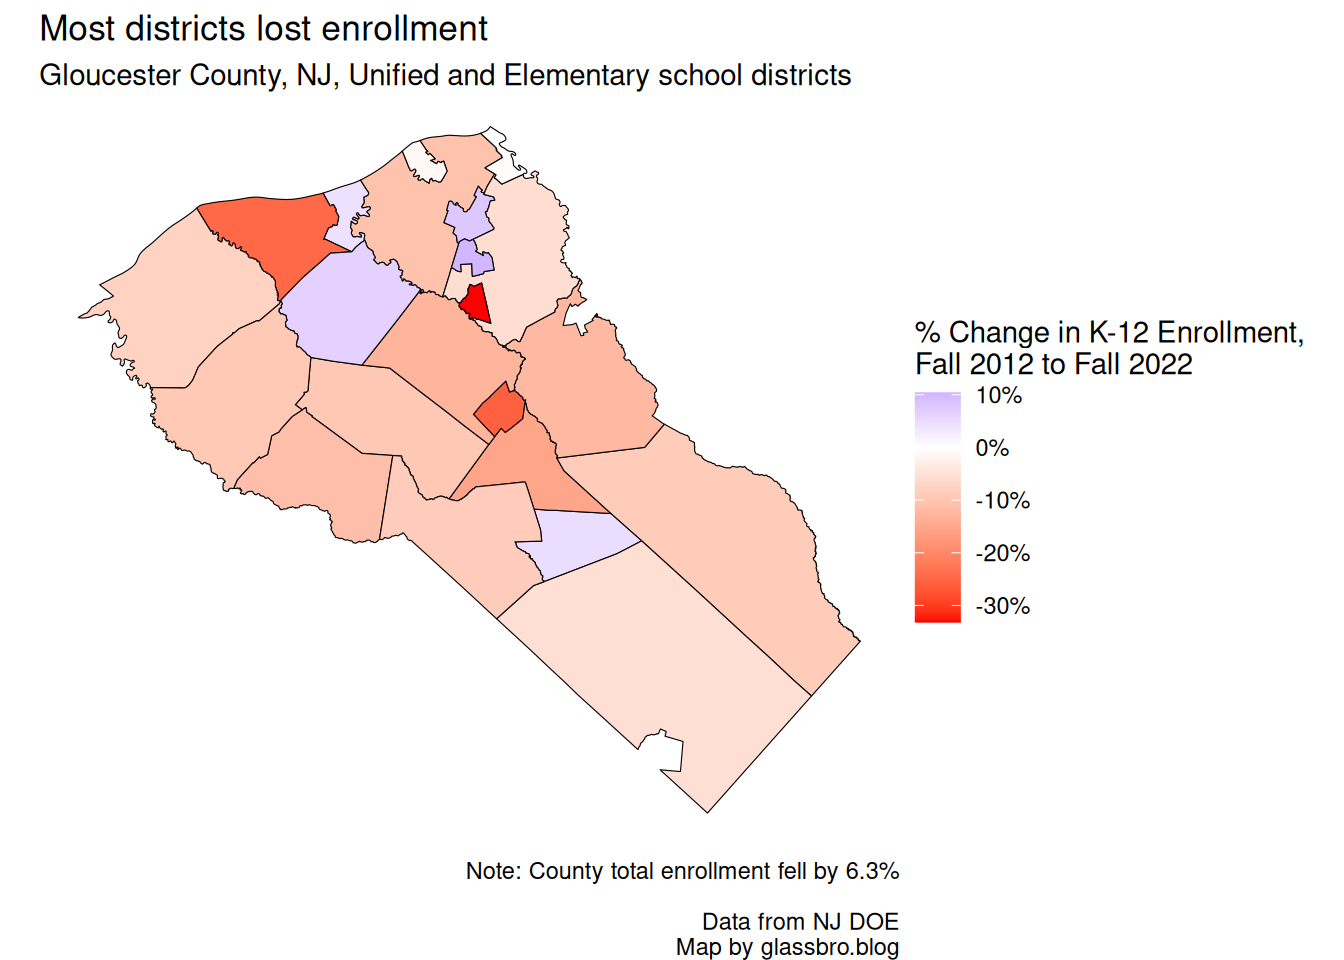 Most districts lost enrollment
Gloucester County, NJ, Unified and Elementary school districts
% Change in K-12 Enrollment,
Fall 2012 to Fall 2022
10%
0%
-10%
-20%
-30%
Note: County total enrollment fell by 6.3%
Data from NJ DOE
Map by glassbro.blog